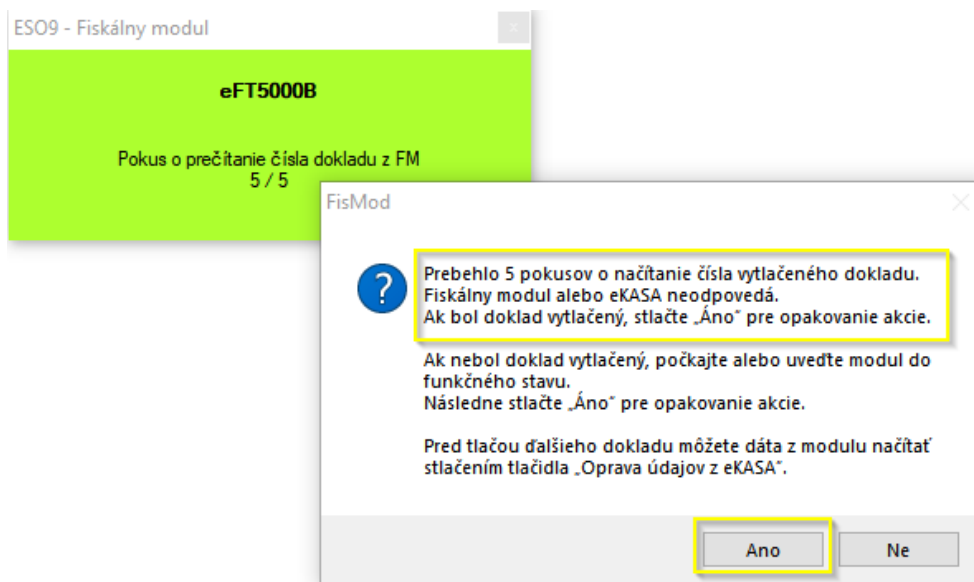 ESO9 - Fiskálny modul
x
eFT5000B
Pokus o prečítanie čísla dokladu z FM
5 / 5
FisMod
Prebehlo 5 pokusov o načítanie čísla vytlačeného dokladu.
Fiskálny modul alebo eKASA neodpovedá.
Ak bol doklad vytlačený, stlačte „Áno“ pre opakovanie akcie.
Ak nebol doklad vytlačený, počkajte alebo uveďte modul do
funkčného stavu.
Následne stlačte „Áno“ pre opakovanie akcie.
Pred tlačou ďalšieho dokladu môžete dáta z modulu načítať
stlačením tlačidla „Oprava údajov z eKASA“.
Ano
Ne